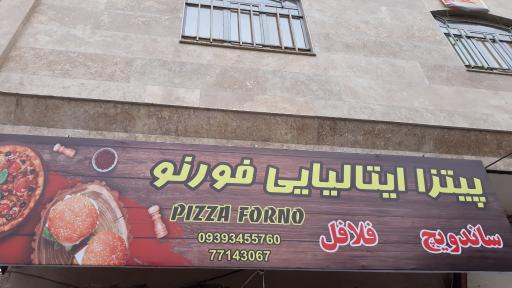 پیتزا ایتالیایی فورنو
PIZZA FORNO
ساندویچ فلافل
09393455760
77143067